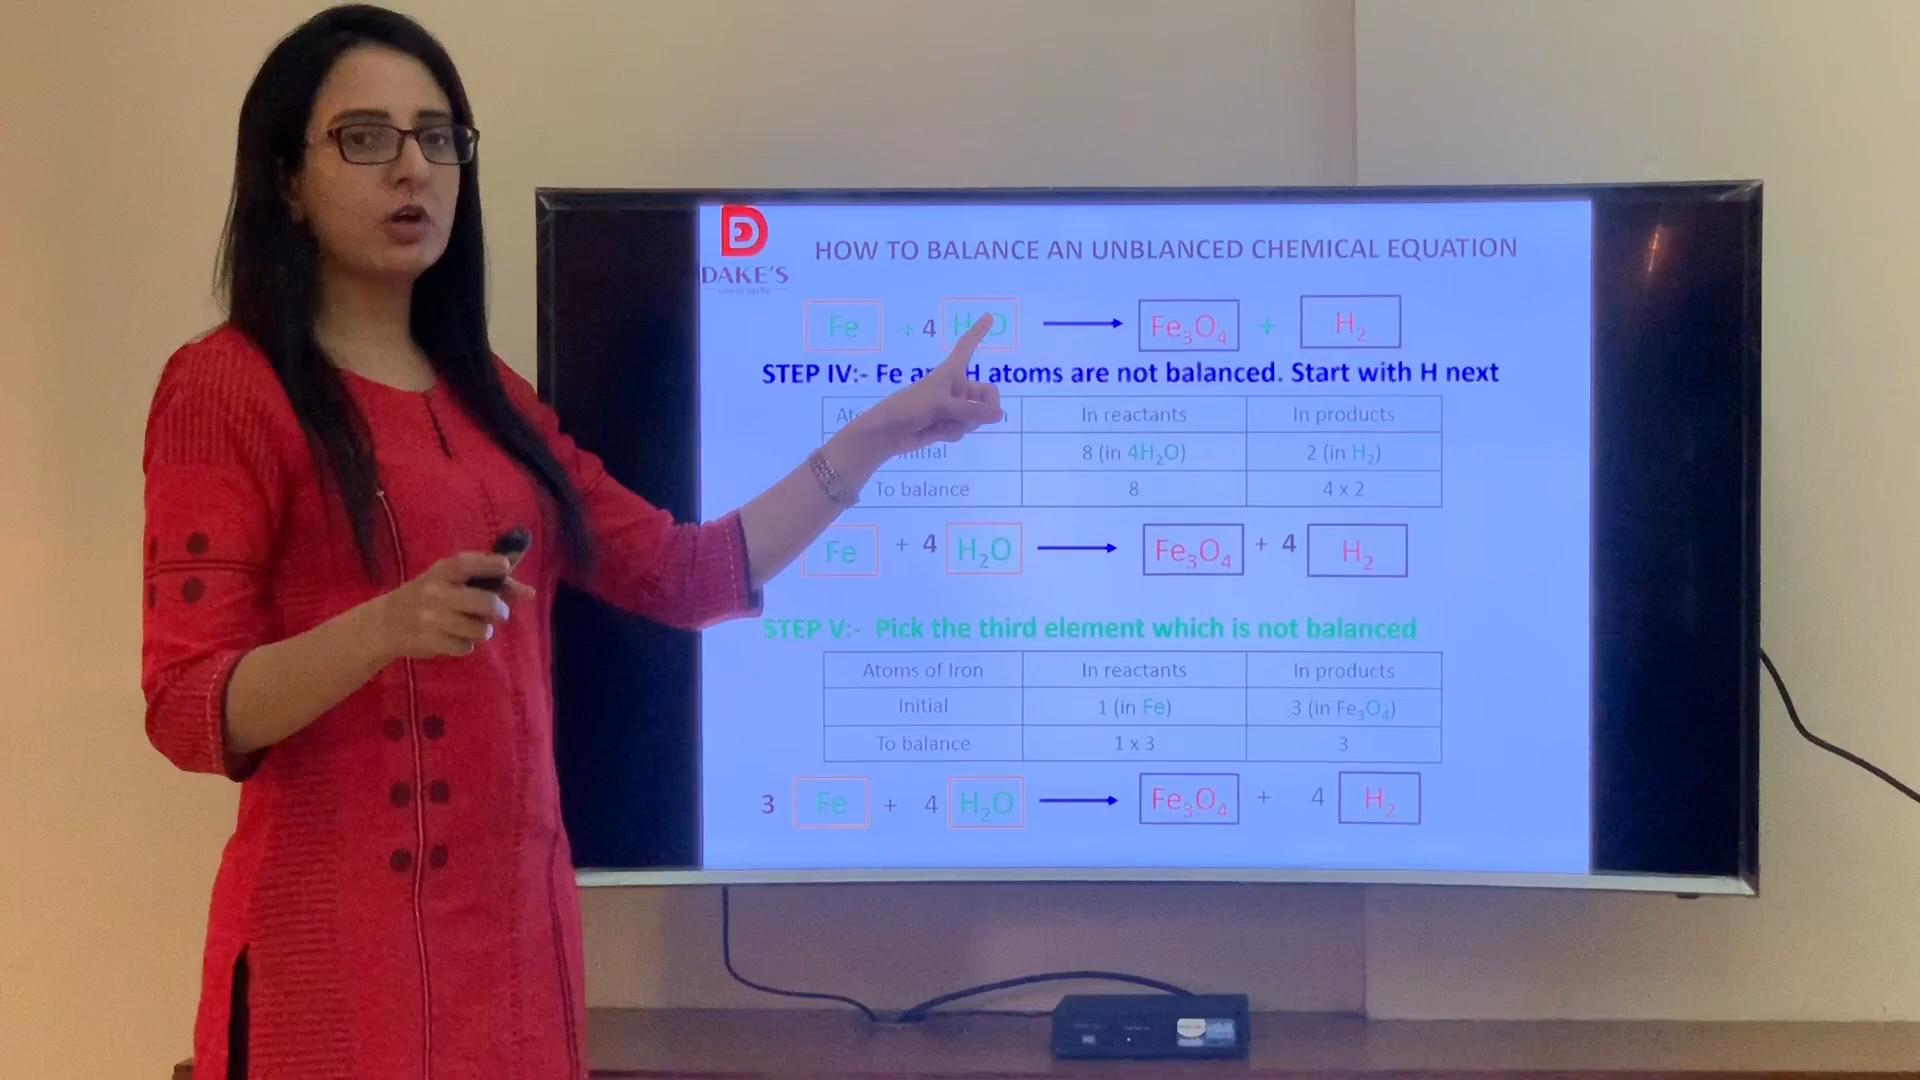 DAKE'S
HOW TO BALANCE AN UNBLANCED CHEMICAL EQUATION
Fe + 4 H₂O → Fe₃O₄ + H₂
STEP IV:- Fe H atoms are not balanced. Start with H next
In reactants In products
8 (in 4H₂O) 2 (in H₂)
To balance 8 4 x 2
Fe + 4 H₂O → Fe₃O₄ + 4 H₂
STEP V:- Pick the third element which is not balanced
Atoms of Iron In reactants In products
Initial 1 (in Fe) 3 (in Fe₃O₄)
To balance 1 x 3 3
3 Fe + 4 H₂O → Fe₃O₄ + 4 H₂